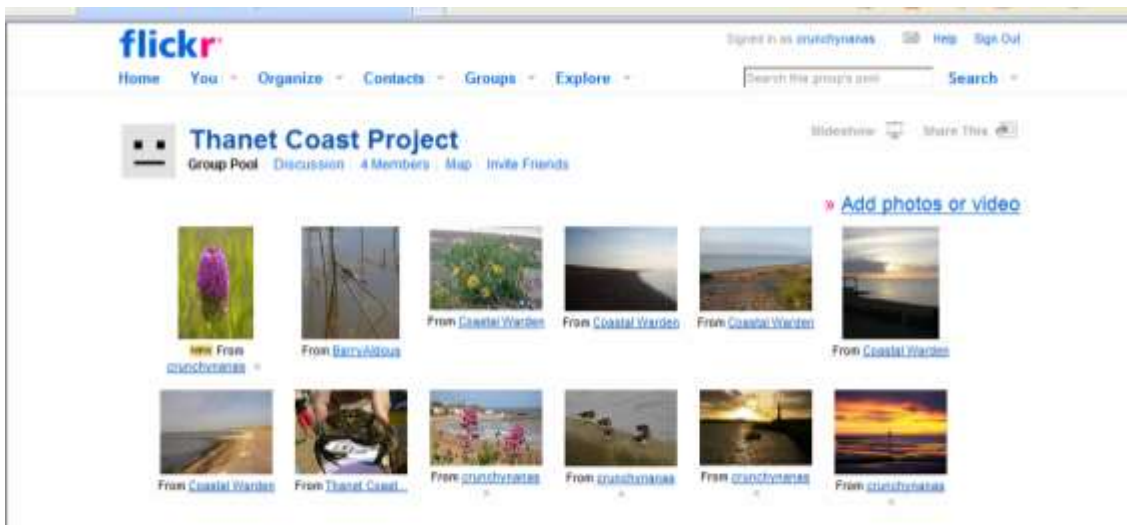 flickr
Signed in as crunchynanas Help Sign Out
Home You Organize Contacts Groups Explore
Search this group's pool Search
Thanet Coast Project
Slideshow Share This
Group Pool Discussion 4 Members Map Invite Friends
» Add photos or video
From Coastal Warden From Coastal Warden From Coastal Warden
NEW From
crunchynanas
From BarryAldous
From Coastal Warden
From Coastal Warden From Thanet Coast... From crunchynanas From crunchynanas From crunchynanas From crunchynanas